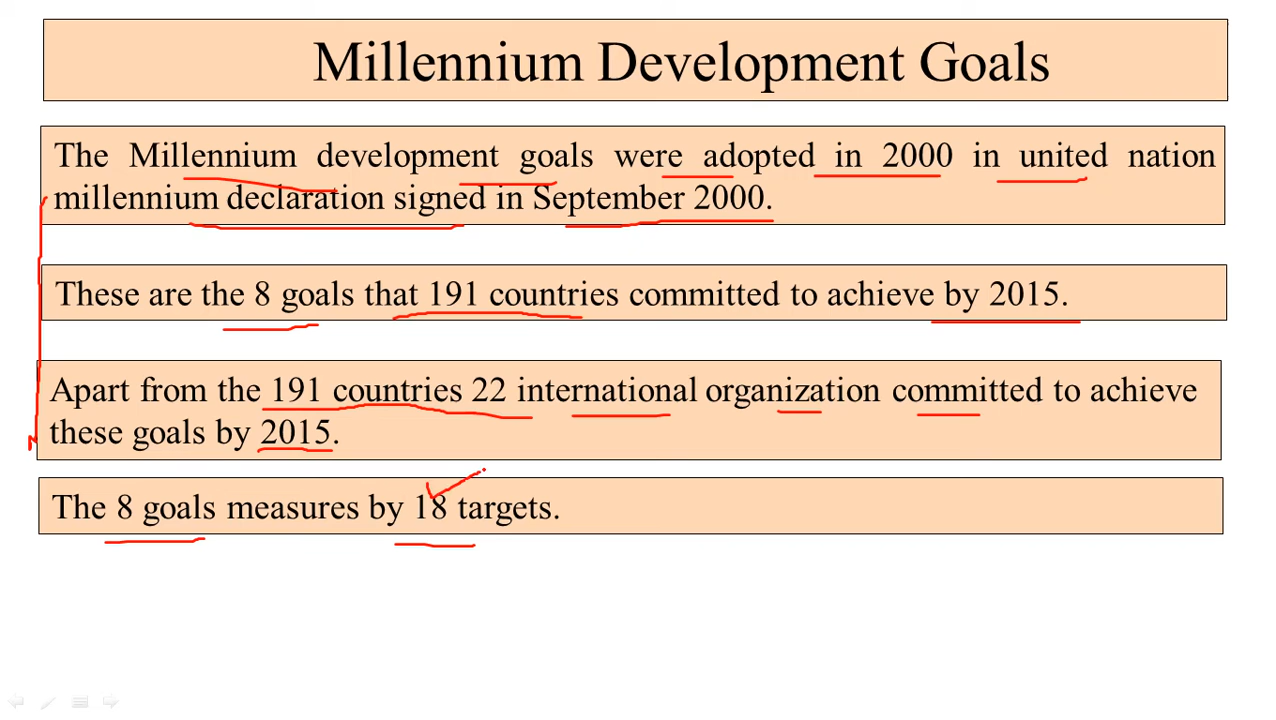 Millennium Development Goals
The Millennium development goals were adopted in 2000 in united nation
millennium declaration signed in September 2000.
These are the 8 goals that 191 countries committed to achieve by 2015.
Apart from the 191 countries 22 international organization committed to achieve
these goals by 2015.
The 8 goals measures by 18 targets.